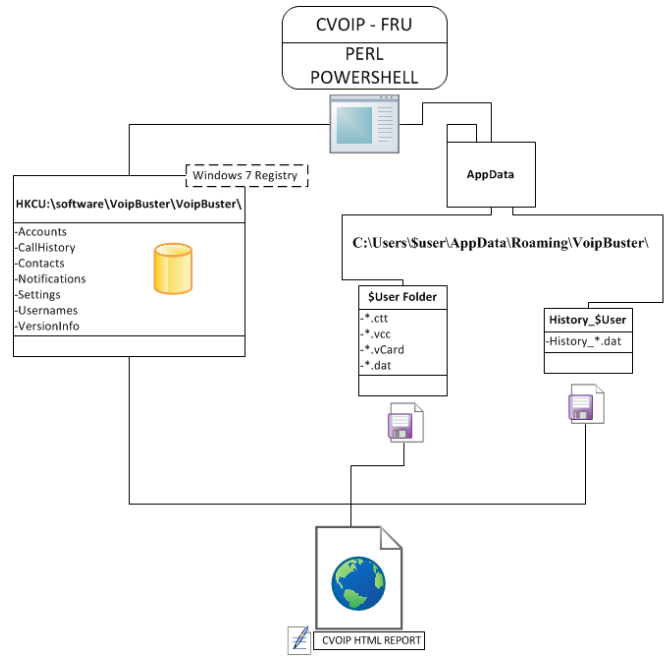 CVOIP - FRU
PERL
POWERSHELL
Windows 7 Registry
HKCU:\software\VoipBuster\VoipBuster\
-Accounts
-CallHistory
-Contacts
-Notifications
-Settings
-Usernames
-VersionInfo
AppData
C:\Users\$user\AppData\Roaming\VoipBuster\
$User Folder
-*.ctt
-*.vcc
-*.vCard
-*.dat
History_$User
-History_*.dat
CVOIP HTML REPORT